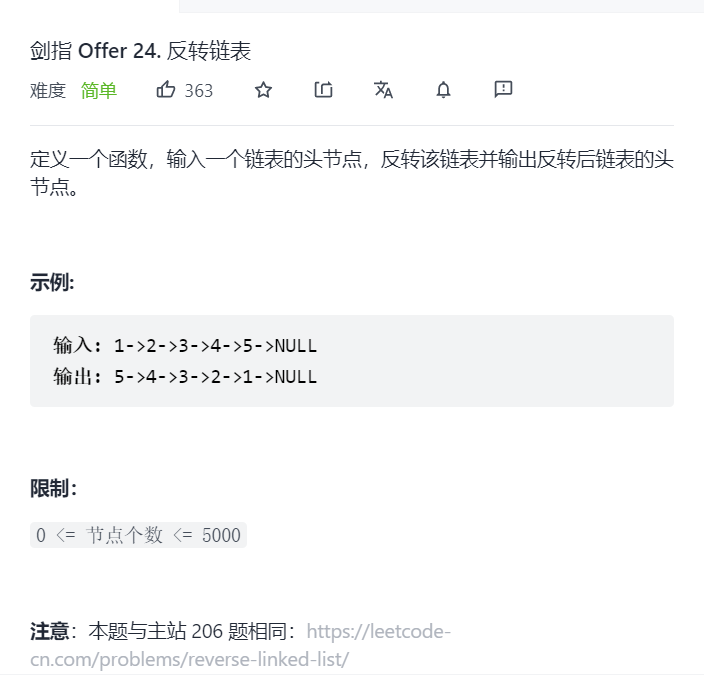 剑指 Offer 24. 反转链表
难度 简单 363
定义一个函数，输入一个链表的头节点，反转该链表并输出反转后链表的头
节点。
示例:
输入: 1->2->3->4->5->NULL
输出: 5->4->3->2->1->NULL
限制：
0 <= 节点个数 <= 5000
注意：本题与主站 206 题相同：https://leetcode-
cn.com/problems/reverse-linked-list/